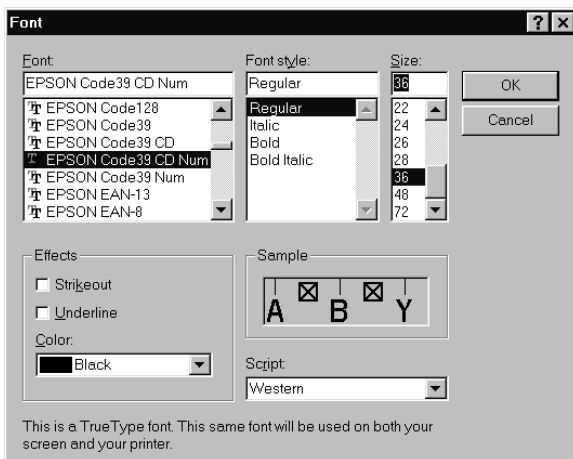 Font
? ×
Font:
EPSON Code39 CD Num
EPSON Code128
EPSON Code39
EPSON Code39 CD
EPSON Code39 CD Num
EPSON Code39 Num
EPSON EAN-13
EPSON EAN-8
Font style:
Regular
Regular
Italic
Bold
Bold Italic
Size:
36
22
24
26
28
36
48
72
OK
Cancel
Effects
Strikeout
Underline
Color:
Black
Sample
A B Y
Script:
Western
This is a TrueType font. This same font will be used on both your
screen and your printer.